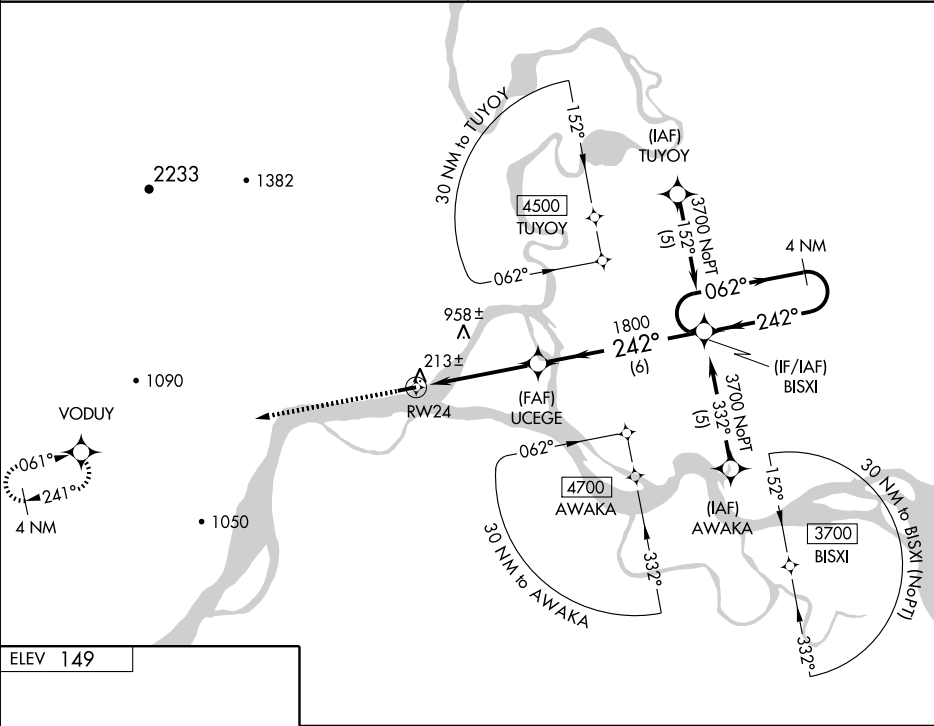 30 NM to TUYOY
152°
4500
TUYOY
062°
(IAF)
TUYOY
3700 NoPT
152°
(5)
4 NM
062°
242°
2233
1382
958±
213±
1800
242°
(6)
(IF/IAF)
BISXI
1090
RW24
(FAF)
UCEGE
3700 NoPT
332°
(5)
VODUY
061°
241°
4 NM
1050
062°
4700
AWAKA
332°
30 NM to AWAKA
(IAF)
AWAKA
152°
3700
BISXI
332°
30 NM to BISXI (NoPT)
ELEV 149